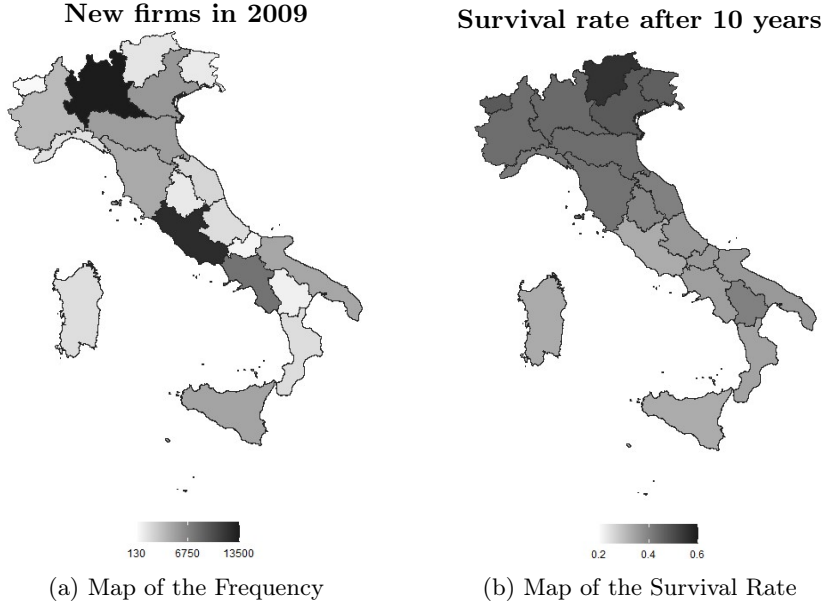 New firms in 2009
Survival rate after 10 years
130 6750 13500
0.2 0.4 0.6
(a) Map of the Frequency
(b) Map of the Survival Rate